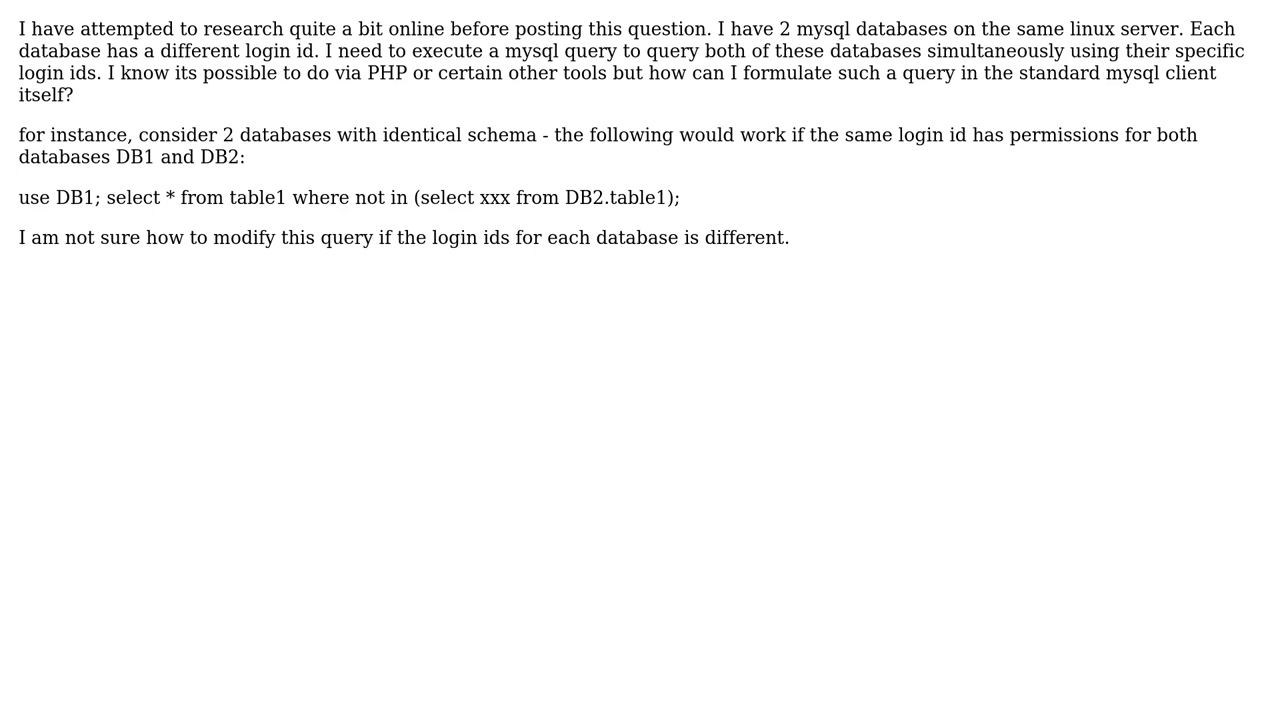 I have attempted to research quite a bit online before posting this question. I have 2 mysql databases on the same linux server. Each
database has a different login id. I need to execute a mysql query to query both of these databases simultaneously using their specific
login ids. I know its possible to do via PHP or certain other tools but how can I formulate such a query in the standard mysql client
itself?
for instance, consider 2 databases with identical schema - the following would work if the same login id has permissions for both
databases DB1 and DB2:
use DB1; select * from table1 where not in (select xxx from DB2.table1);
I am not sure how to modify this query if the login ids for each database is different.